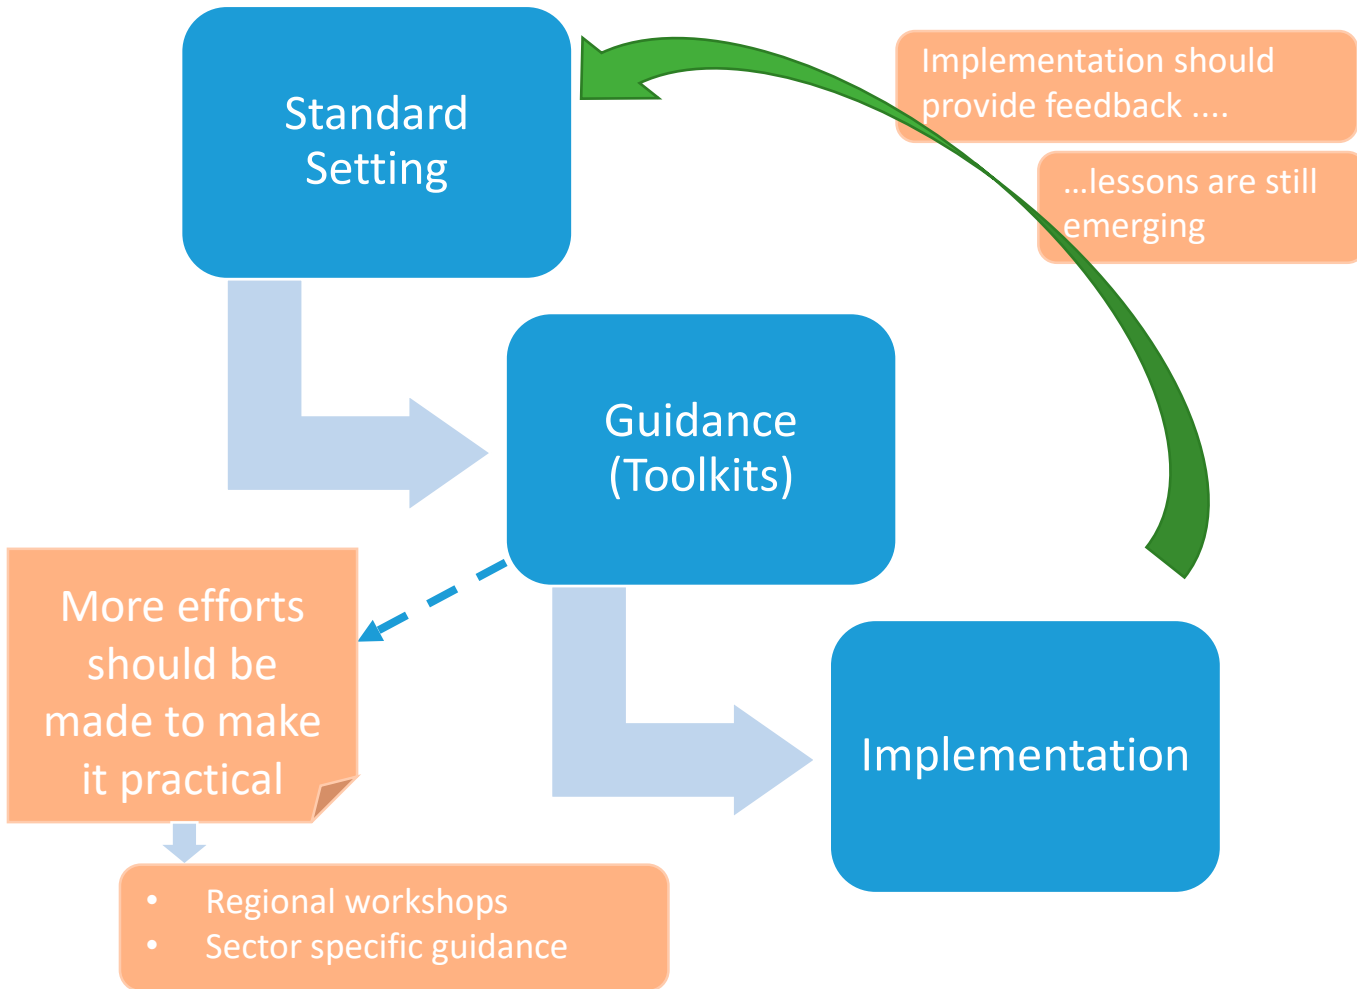 Standard
Setting
Implementation should
provide feedback ....
...lessons are still
emerging
Guidance
(Toolkits)
More efforts
should be
made to make
it practical
Implementation
• Regional workshops
• Sector specific guidance